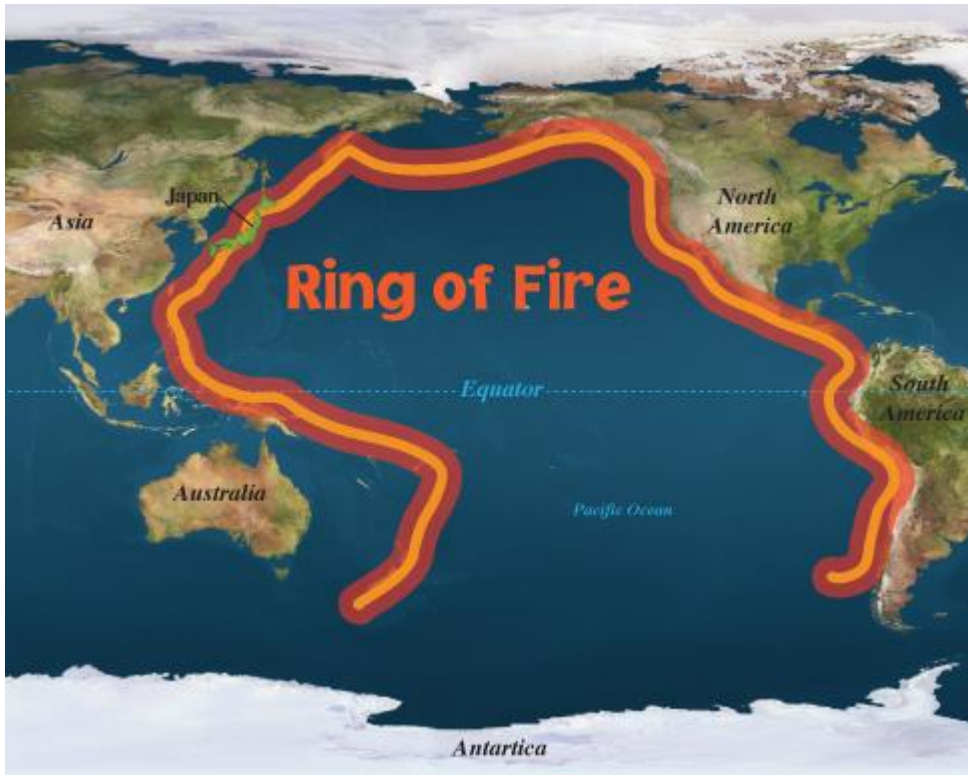 Japan
Asia
North
America
Ring of Fire
Equator
South
America
Australia
Pacific Ocean
Antartica